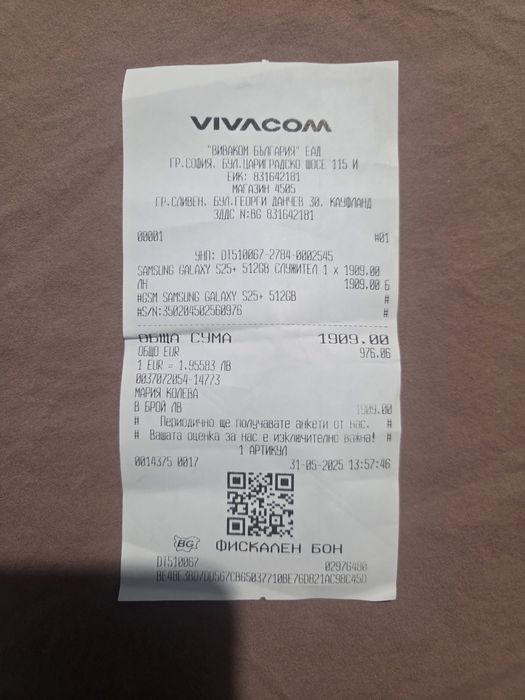 VIVACOM
"ВИВАКОМ БЪЛГАРИЯ" ЕАД
ГР.СОФИЯ, БУЛ.ЦАРИГРАДСКО ШОСЕ 115 И
ЕИК: 831642181
МАГАЗИН 4505
ГР.СЛИВЕН, БУЛ.ГЕОРГИ ДАНЧЕВ 30, КАУФЛАНД
ЗДДС N:BG 831642181
00001 #01
УНП: DT510067-2784-0002545
SAMSUNG GALAXY S25+ 512GB СЛУЖИТЕЛ 1 x 1909.00
ЛН 1909.00 Б
#GSM SAMSUNG GALAXY S25+ 512GB #
#S/N:350204502560976 #
ОБЩА СУМА 1909.00
ОБЩО EUR 976.06
1 EUR = 1.95583 ЛВ
0037072054-14773
МАРИЯ КОЛЕВА
В БРОЙ ЛВ 1909.00
# Периодично ще получавате анкети от нас. #
# Вашата оценка за нас е изключително важна! #
1 АРТИКУЛ
0014375 0017 31-05-2025 13:57:46
BG ФИСКАЛЕН БОН
DT510067 02976480